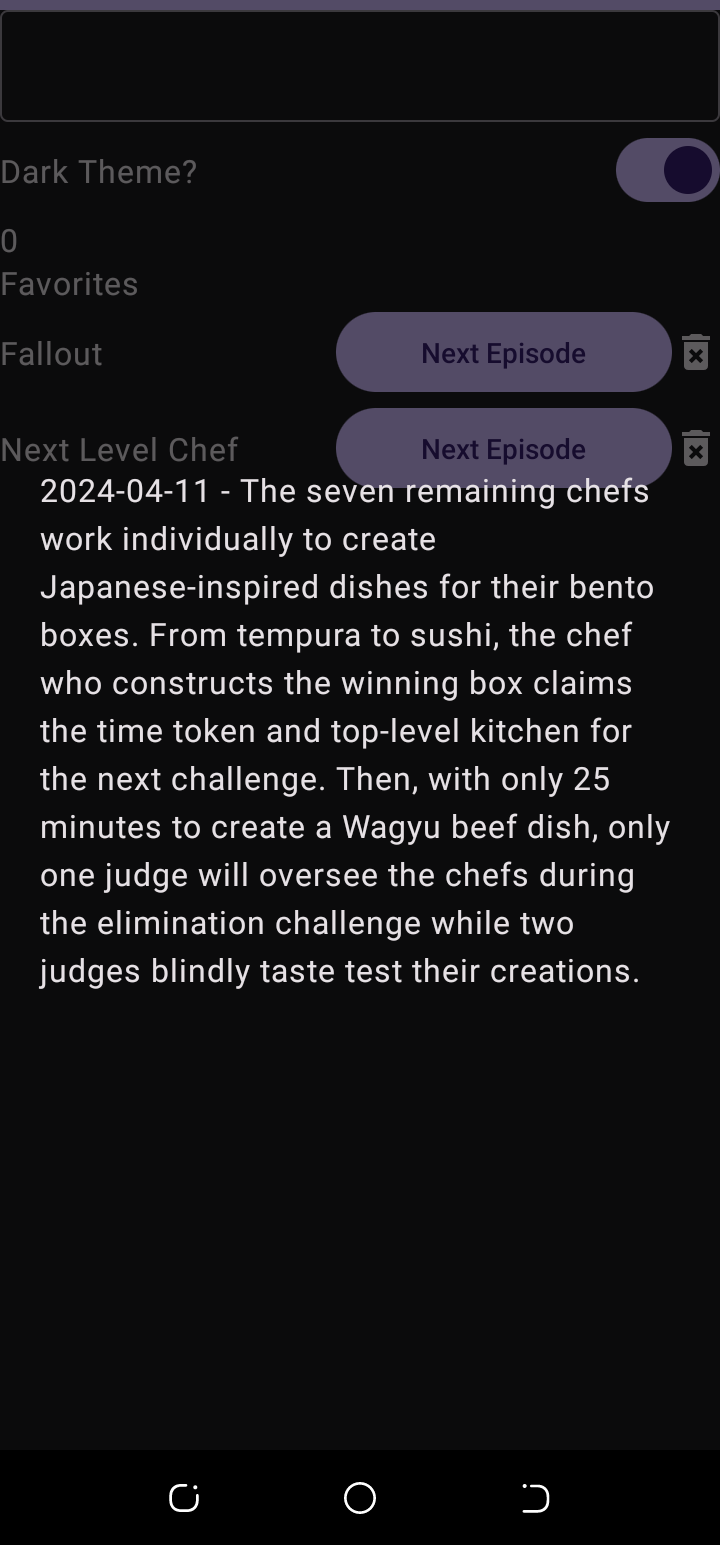 Dark Theme?
0
Favorites
Fallout
Next Episode
Next Level Chef
Next Episode
2024-04-11 - The seven remaining chefs
work individually to create
Japanese-inspired dishes for their bento
boxes. From tempura to sushi, the chef
who constructs the winning box claims
the time token and top-level kitchen for
the next challenge. Then, with only 25
minutes to create a Wagyu beef dish, only
one judge will oversee the chefs during
the elimination challenge while two
judges blindly taste test their creations.